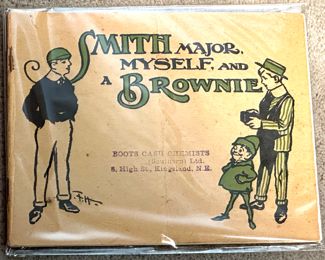 SMITH MAJOR,
MYSELF, AND
A BROWNIE
BOOTS CASH CHEMISTS
(Southern) Ltd.
8, High St., Kingsland, N.E.